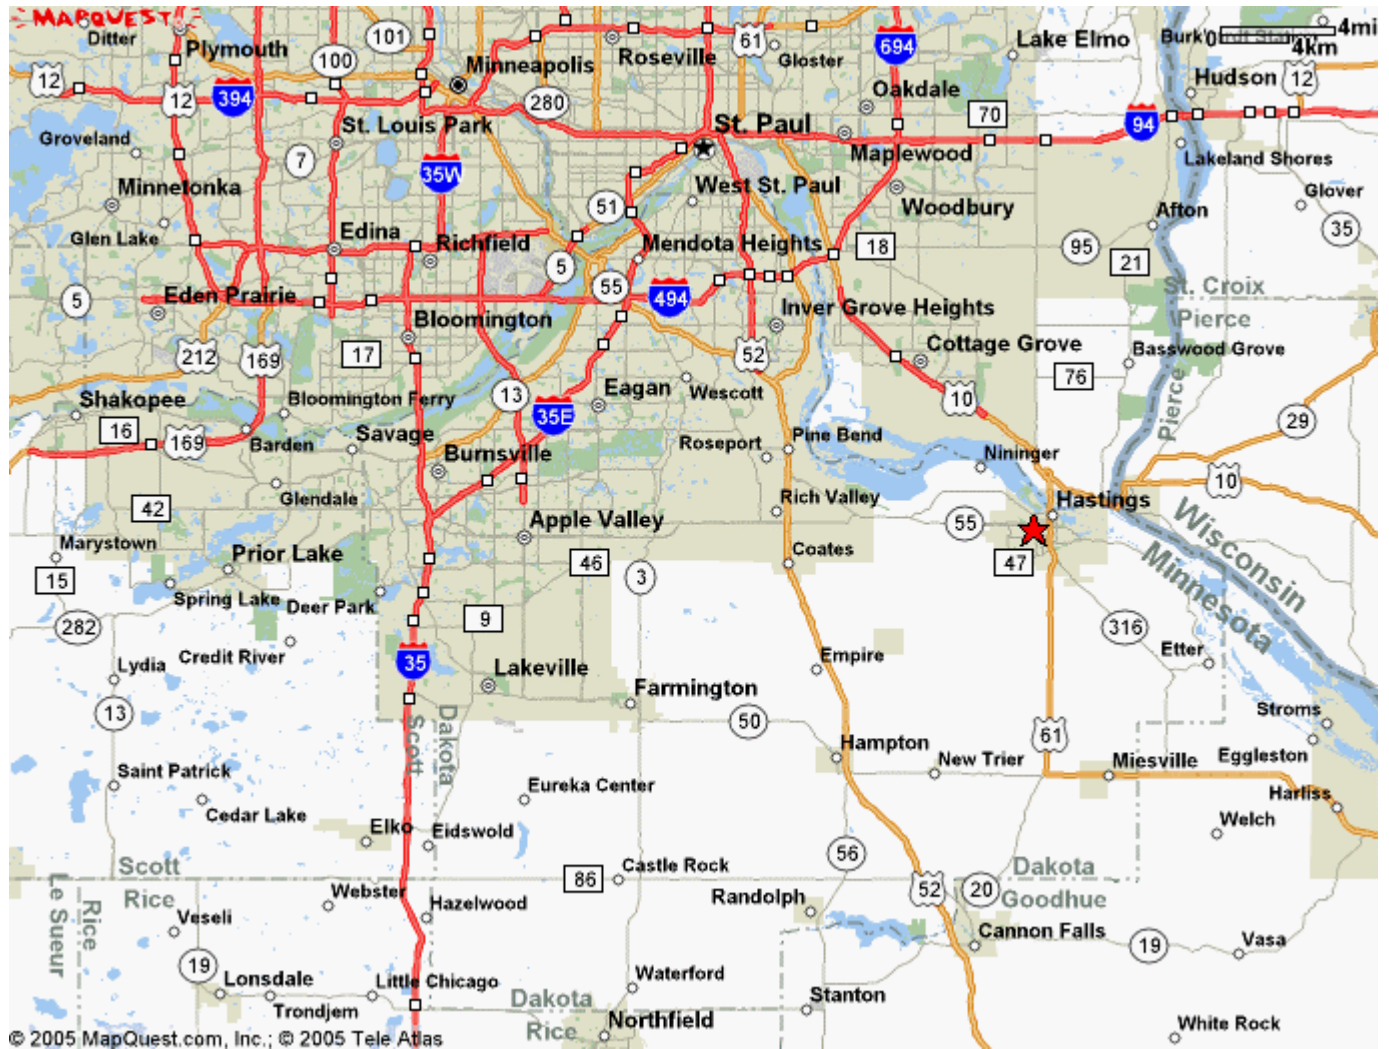 MAPQUEST
Ditter
Plymouth
101
100
Minneapolis
Roseville
61
Gloster
694
Lake Elmo
4mi
0
4km
Hudson
12
12
12
394
St. Louis Park
280
St. Paul
Oakdale
70
94
Groveland
7
35W
Maplewood
Lakeland Shores
Minnetonka
West St. Paul
Woodbury
Glover
Glen Lake
Edina
Richfield
51
Mendota Heights
18
95
Afton
21
35
5
Eden Prairie
5
55
494
Inver Grove Heights
St. Croix
Pierce
Bloomington
212
169
17
52
Cottage Grove
Basswood Grove
76
Shakopee
Bloomington Ferry
13
Eagan
Wescott
10
Pierce
29
16
169
Barden
Savage
35E
Roseport
Pine Bend
Nininger
Burnsville
10
42
Glendale
Rich Valley
Hastings
Apple Valley
55
Wisconsin
Minnesota
Marystown
Prior Lake
46
Coates
47
15
Spring Lake
Deer Park
3
282
9
316
Credit River
Lydia
35
Lakeville
Empire
Etter
13
Farmington
50
Stroms
Scott
Dakota
Hampton
61
Saint Patrick
New Trier
Miesville
Eggleston
Cedar Lake
Eureka Center
Harliss
Elko
Eidswold
Welch
56
Scott
Rice
86
Castle Rock
Dakota
Goodhue
Webster
Randolph
52
20
Le Sueur
Rice
Veseli
Hazelwood
Cannon Falls
19
Vasa
19
Lonsdale
Little Chicago
Waterford
Trondjem
Dakota
Rice
Stanton
Northfield
White Rock
© 2005 MapQuest.com, Inc.; © 2005 Tele Atlas